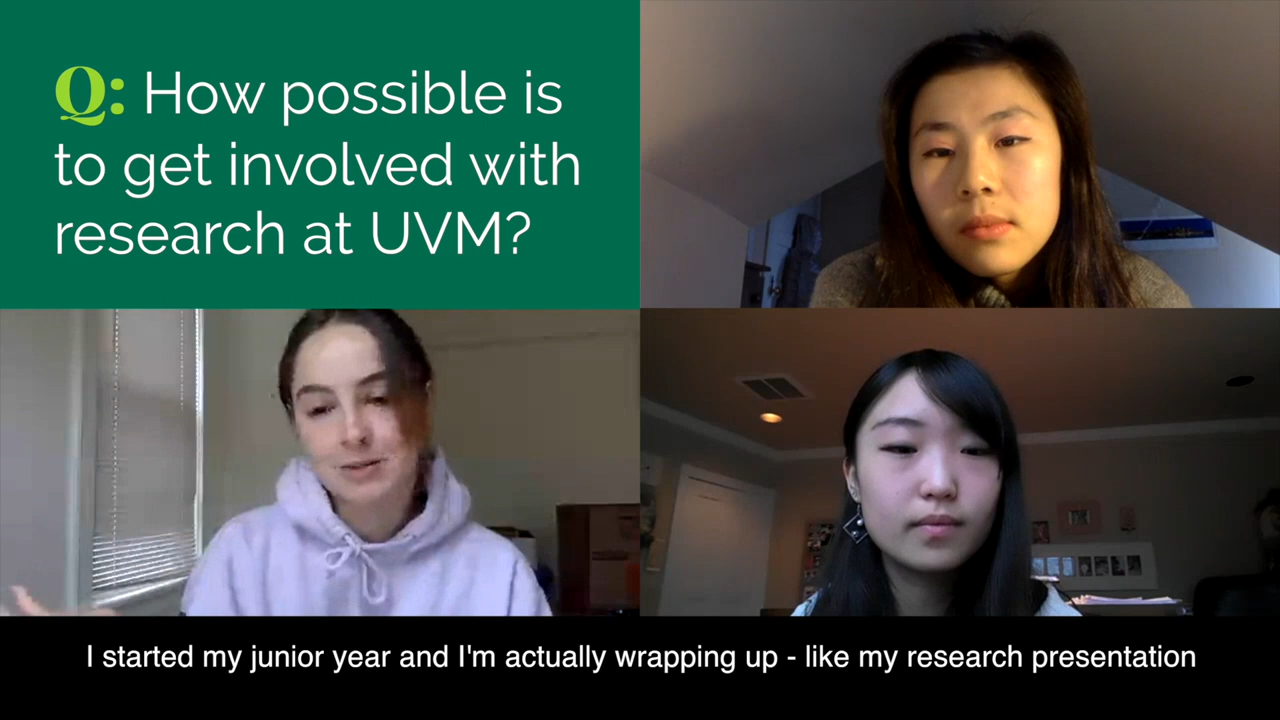 Q: How possible is
to get involved with
research at UVM?
I started my junior year and I'm actually wrapping up - like my research presentation